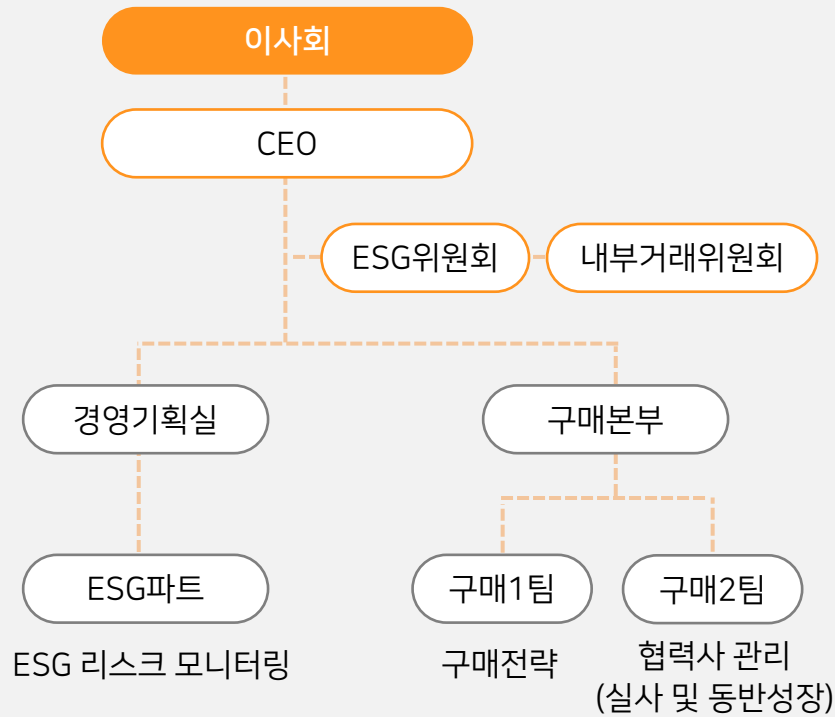 이사회
CEO
ESG위원회
내부거래위원회
경영기획실
구매본부
ESG파트
구매1팀
구매2팀
ESG 리스크 모니터링
구매전략
협력사 관리
(실사 및 동반성장)